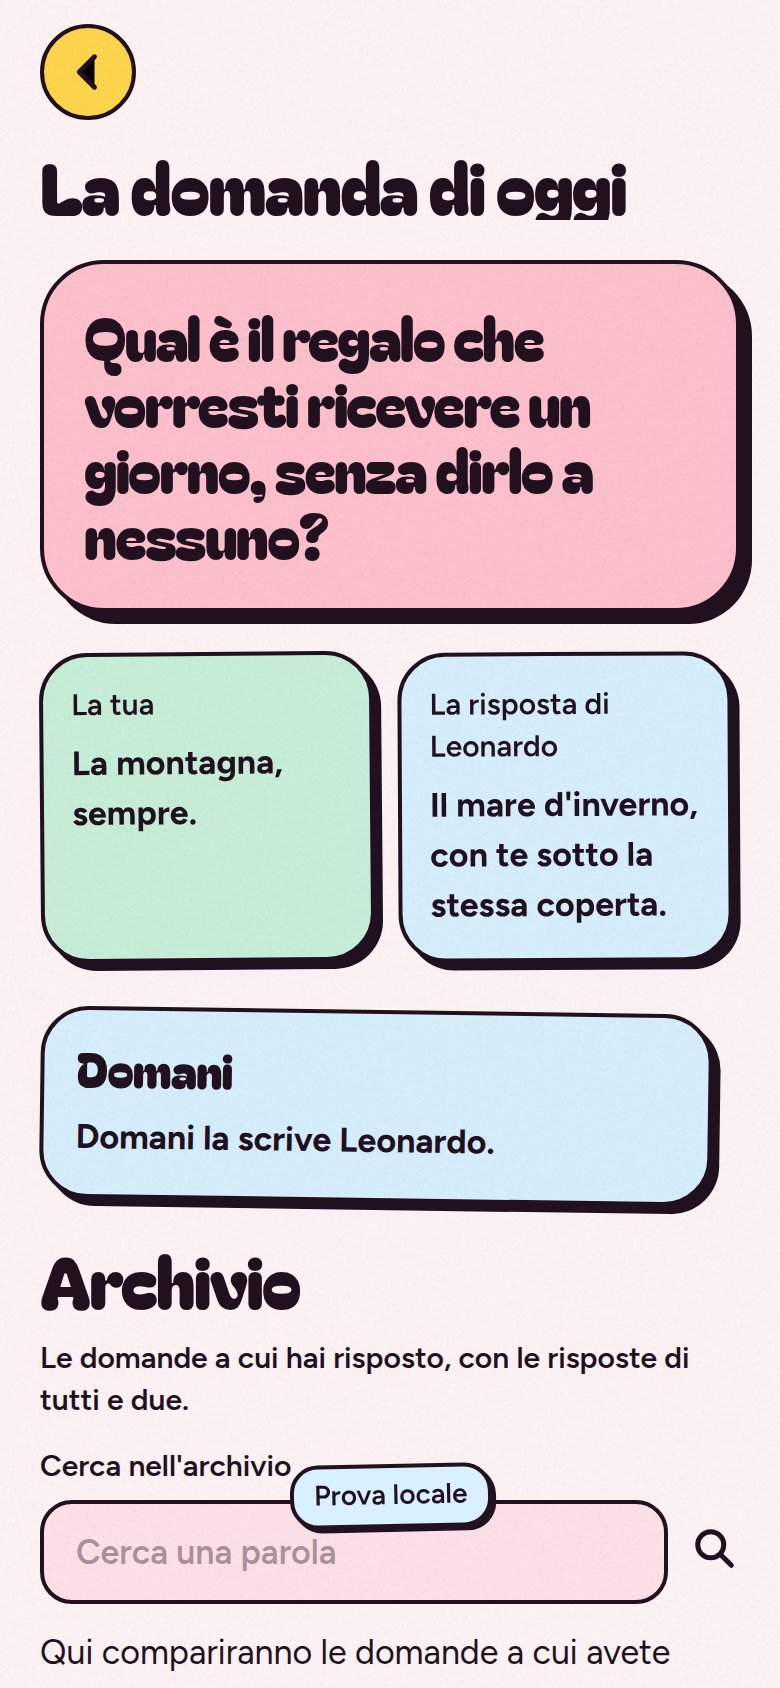 La domanda di oggi
Qual è il regalo che
vorresti ricevere un
giorno, senza dirlo a
nessuno?
La tua
La montagna,
sempre.
La risposta di
Leonardo
Il mare d'inverno,
con te sotto la
stessa coperta.
Domani
Domani la scrive Leonardo.
Archivio
Le domande a cui hai risposto, con le risposte di
tutti e due.
Cerca nell'archivio
Prova locale
Cerca una parola
Qui compariranno le domande a cui avete